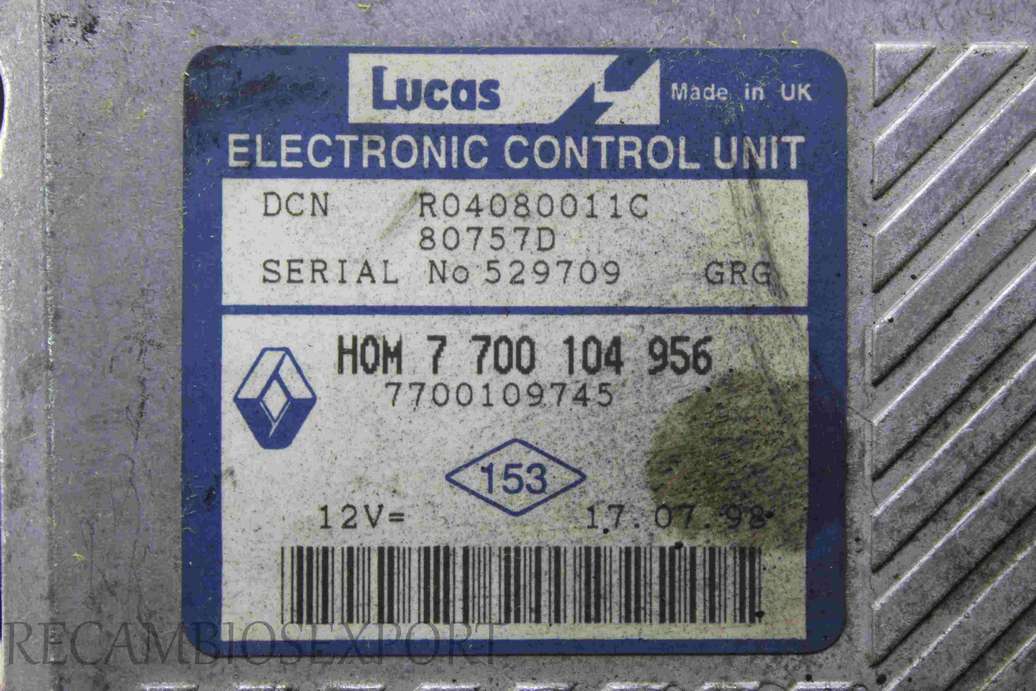 Lucas
Made in UK
ELECTRONIC CONTROL UNIT
DCN R04080011C
80757D
SERIAL No 529709 GRG
HOM 7 700 104 956
7700109745
153
12V= 17.07.98
RECAMBIOSEXPORT